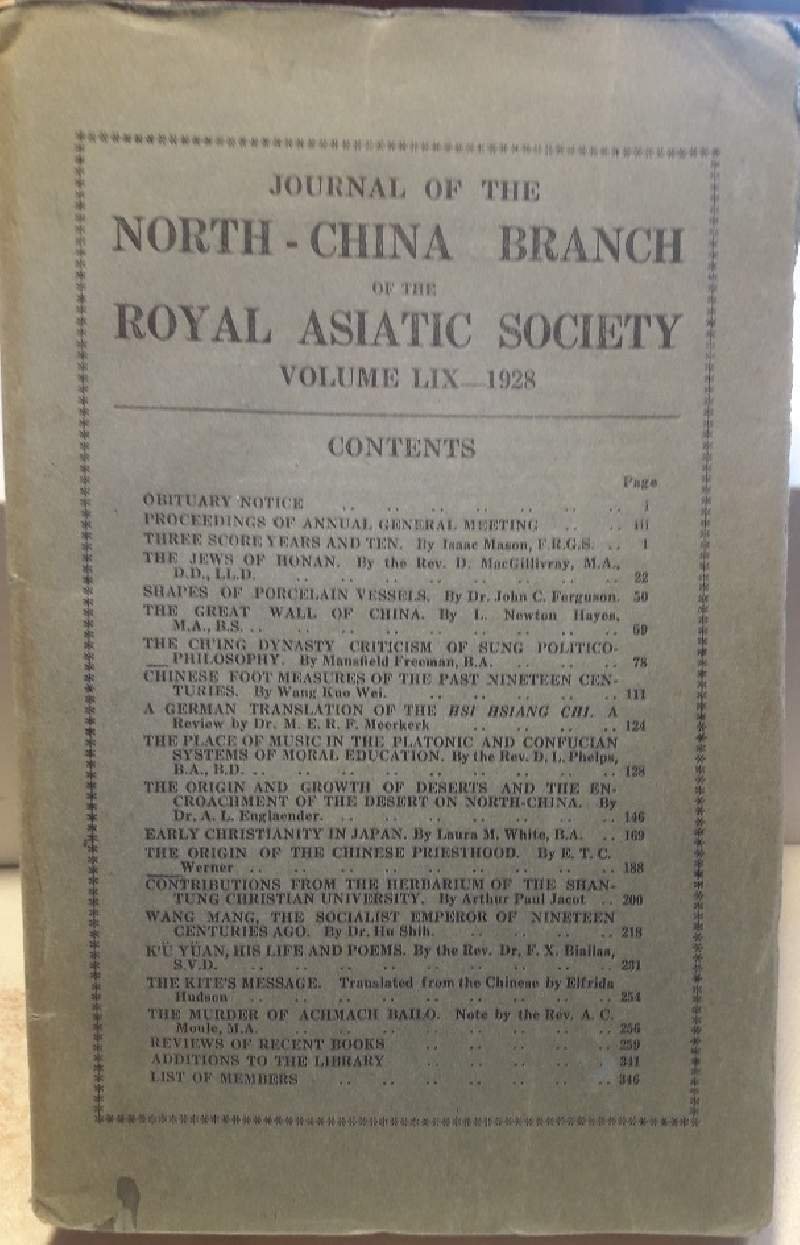 JOURNAL OF THE
NORTH-CHINA BRANCH
OF THE
ROYAL ASIATIC SOCIETY
VOLUME LIX—1928
CONTENTS
Page
OBITUARY NOTICE .. .. .. .. .. .. .. i
PROCEEDINGS OF ANNUAL GENERAL MEETING .. .. iii
THREE SCORE YEARS AND TEN. By Isaac Mason, F.R.G.S. .. 1
THE JEWS OF HONAN. By the Rev. D. MacGillivray, M.A.,
D.D., LL.D. .. .. .. .. .. .. .. .. 22
SHAPES OF PORCELAIN VESSELS. By Dr. John C. Ferguson. 50
THE GREAT WALL OF CHINA. By L. Newton Hayes,
M.A., B.S. .. .. .. .. .. .. .. .. .. 69
THE CH'ING DYNASTY CRITICISM OF SUNG POLITICO-
PHILOSOPHY. By Mansfield Freeman, B.A. .. .. .. 78
CHINESE FOOT MEASURES OF THE PAST NINETEEN CEN-
TURIES. By Wang Kuo Wei. .. .. .. .. .. 111
A GERMAN TRANSLATION OF THE HSI HSIANG CHI. A
Review by Dr. M. E. R. F. Moerkerk .. .. .. .. 124
THE PLACE OF MUSIC IN THE PLATONIC AND CONFUCIAN
SYSTEMS OF MORAL EDUCATION. By the Rev. D. L. Phelps,
B.A., B.D. .. .. .. .. .. .. .. .. .. 128
THE ORIGIN AND GROWTH OF DESERTS AND THE EN-
CROACHMENT OF THE DESERT ON NORTH-CHINA. By
Dr. A. L. Englaender. .. .. .. .. .. .. .. 146
EARLY CHRISTIANITY IN JAPAN. By Laura M. White, B.A. .. 169
THE ORIGIN OF THE CHINESE PRIESTHOOD. By E. T. C.
Werner .. .. .. .. .. .. .. .. .. 188
CONTRIBUTIONS FROM THE HERBARIUM OF THE SHAN-
TUNG CHRISTIAN UNIVERSITY. By Arthur Paul Jacot .. 200
WANG MANG, THE SOCIALIST EMPEROR OF NINETEEN
CENTURIES AGO. By Dr. Hu Shih. .. .. .. .. 218
K'Ü YÜAN, HIS LIFE AND POEMS. By the Rev. Dr. F. X. Biallas,
S.V.D. .. .. .. .. .. .. .. .. .. 231
THE KITE'S MESSAGE. Translated from the Chinese by Elfrida
Hudson .. .. .. .. .. .. .. .. .. 254
THE MURDER OF ACHMACH BAILO. Note by the Rev. A. C.
Moule, M.A. .. .. .. .. .. .. .. .. 256
REVIEWS OF RECENT BOOKS .. .. .. .. .. 259
ADDITIONS TO THE LIBRARY .. .. .. .. .. 341
LIST OF MEMBERS .. .. .. .. .. .. .. 346